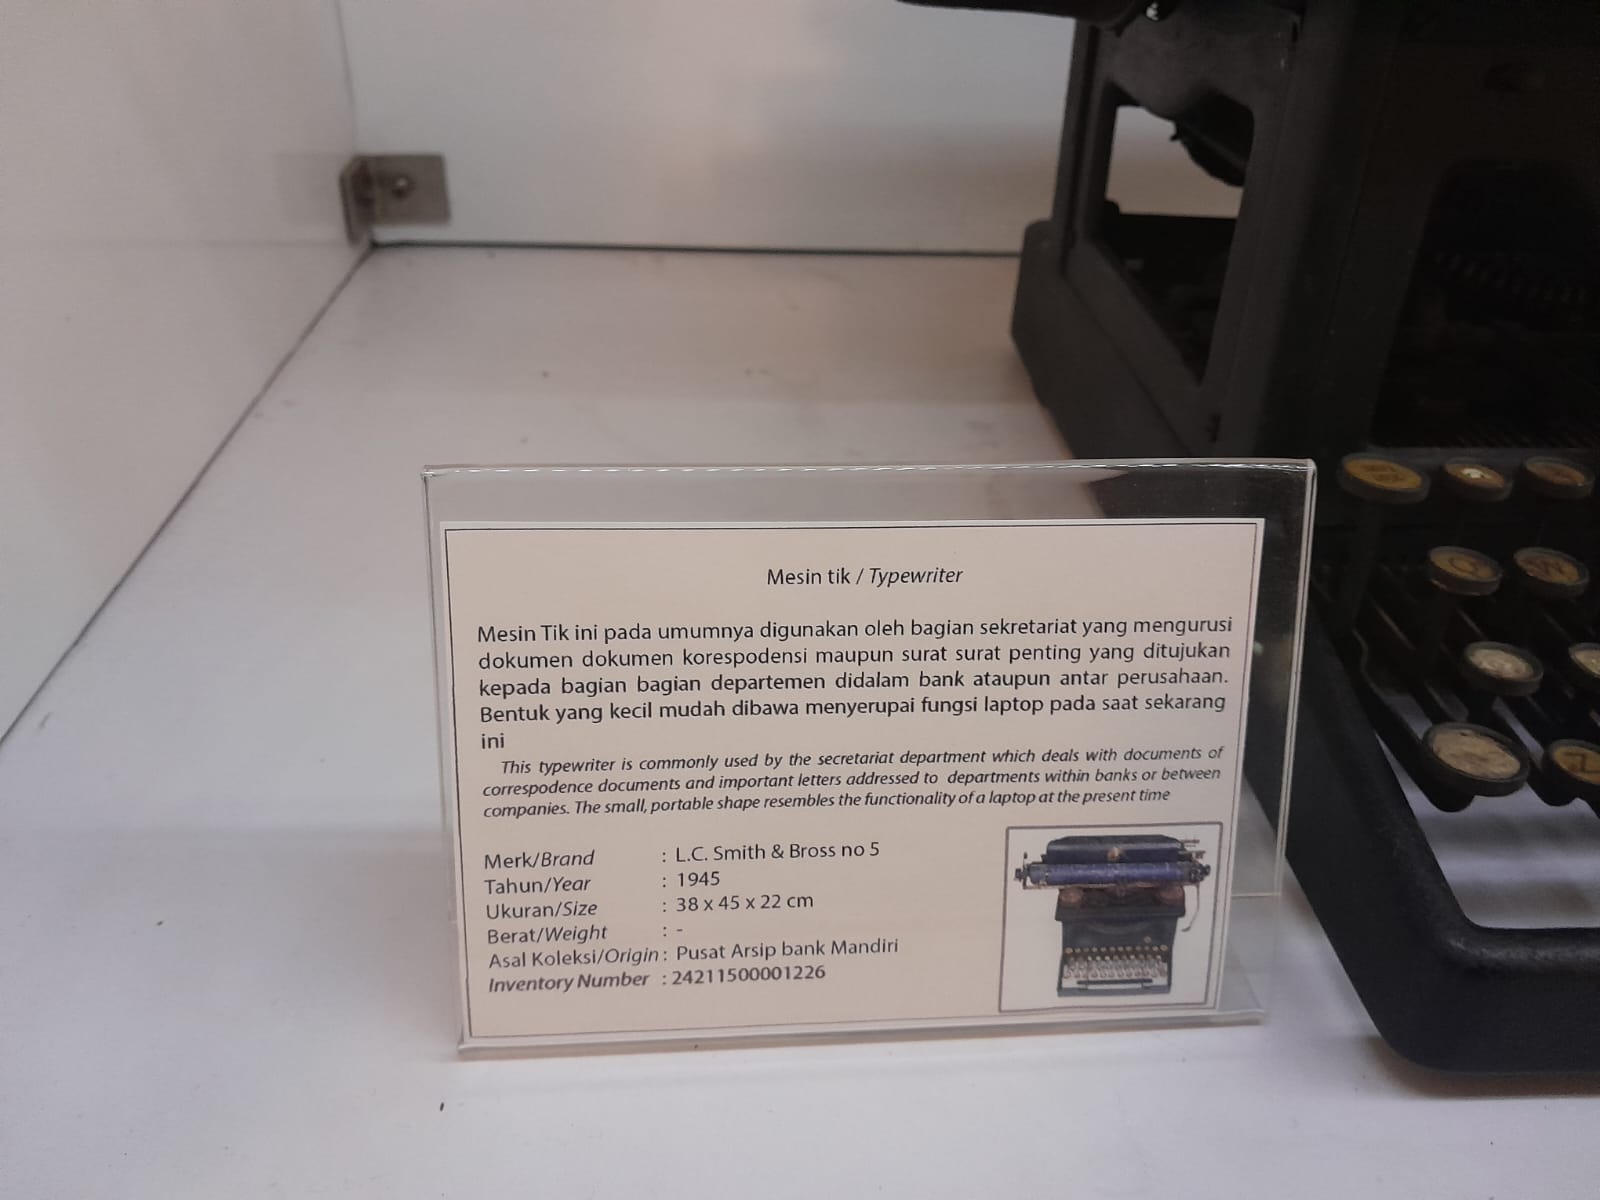 Mesin tik / Typewriter
Mesin Tik ini pada umumnya digunakan oleh bagian sekretariat yang mengurusi
dokumen dokumen korespodensi maupun surat surat penting yang ditujukan
kepada bagian bagian departemen didalam bank ataupun antar perusahaan.
Bentuk yang kecil mudah dibawa menyerupai fungsi laptop pada saat sekarang
ini
This typewriter is commonly used by the secretariat department which deals with documents of
correspodence documents and important letters addressed to departments within banks or between
companies. The small, portable shape resembles the functionality of a laptop at the present time
Merk/Brand : L.C. Smith & Bross no 5
Tahun/Year : 1945
Ukuran/Size : 38 x 45 x 22 cm
Berat/Weight : -
Asal Koleksi/Origin : Pusat Arsip bank Mandiri
Inventory Number : 24211500001226